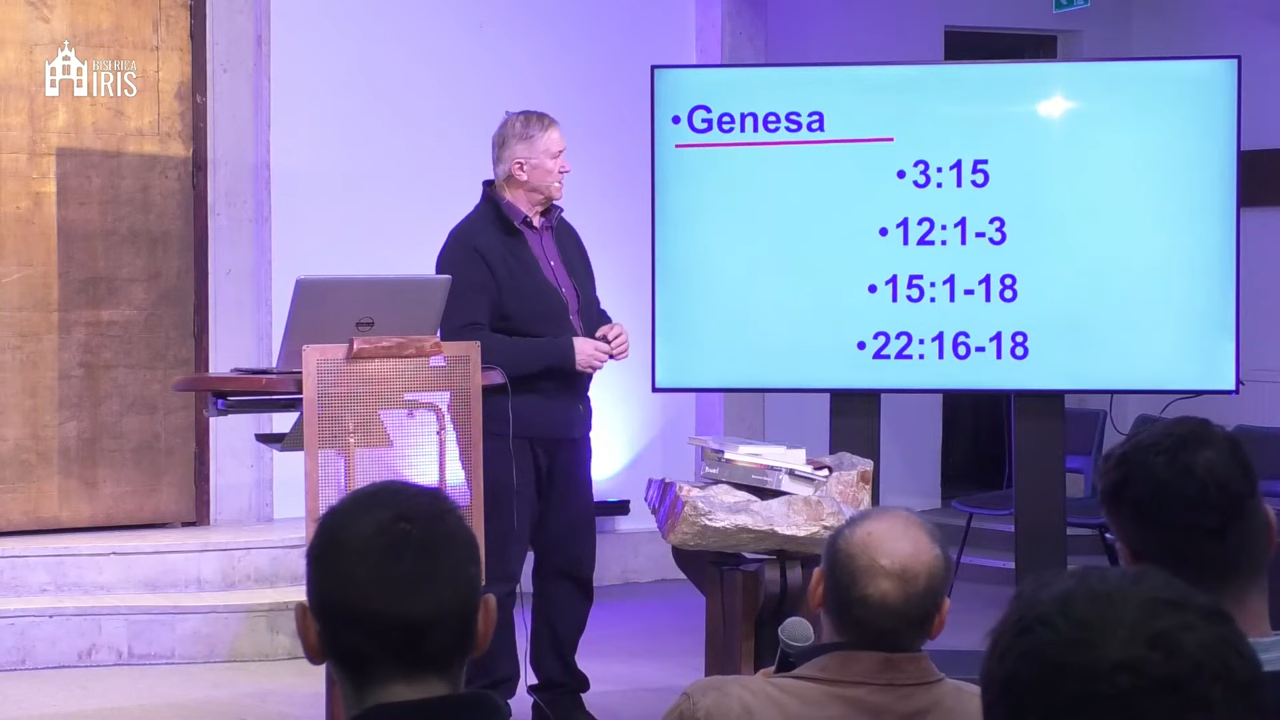 BISERICA
IRIS
•Genesa
•3:15
•12:1-3
•15:1-18
•22:16-18